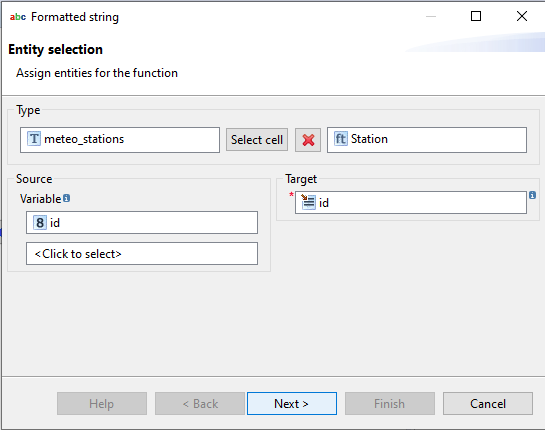 abc Formatted string
Entity selection
Assign entities for the function
Type
T meteo_stations
Select cell
ft Station
Source
Variable i
8 id
<Click to select>
Target
* id i
Help
< Back
Next >
Finish
Cancel